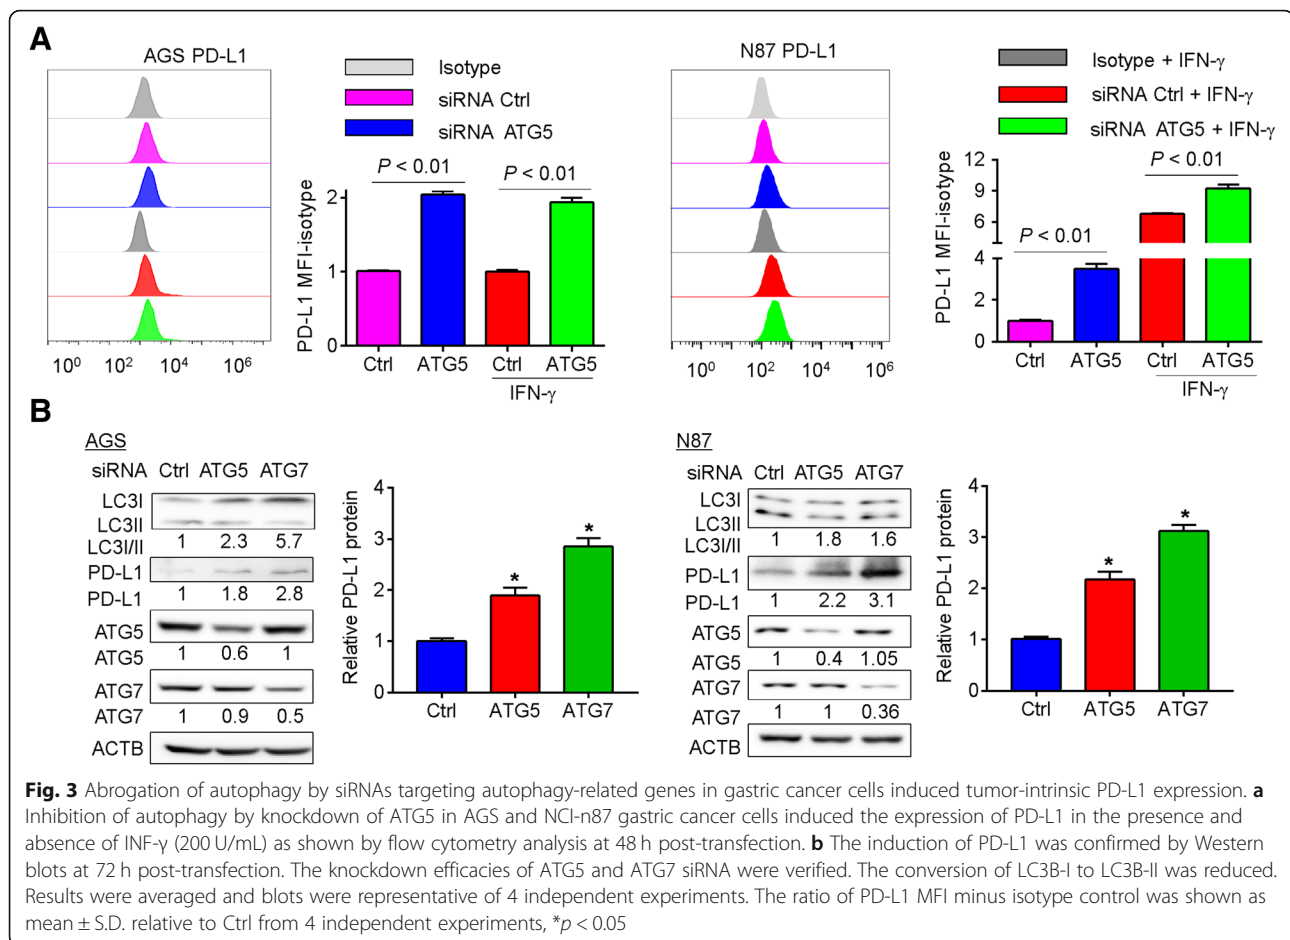 A
AGS PD-L1
Isotype
siRNA Ctrl
siRNA ATG5
P < 0.01
P < 0.01
PD-L1 MFI-isotype
2
1
0
Ctrl
ATG5
Ctrl
ATG5
IFN-γ
10⁰ 10² 10⁴ 10⁶
N87 PD-L1
Isotype + IFN-γ
siRNA Ctrl + IFN-γ
siRNA ATG5 + IFN-γ
P < 0.01
P < 0.01
PD-L1 MFI-isotype
12
9
6
4
2
0
Ctrl
ATG5
Ctrl
ATG5
IFN-γ
10⁰ 10² 10⁴ 10⁶
B
AGS
siRNA Ctrl ATG5 ATG7
LC3I
LC3II
LC3I/II 1 2.3 5.7
PD-L1
PD-L1 1 1.8 2.8
ATG5
ATG5 1 0.6 1
ATG7
ATG7 1 0.9 0.5
ACTB
Relative PD-L1 protein
4
3
2
1
0
*
*
Ctrl ATG5 ATG7
N87
siRNA Ctrl ATG5 ATG7
LC3I
LC3II
LC3I/II 1 1.8 1.6
PD-L1
PD-L1 1 2.2 3.1
ATG5
ATG5 1 0.4 1.05
ATG7
ATG7 1 1 0.36
ACTB
Relative PD-L1 protein
4
3
2
1
0
*
*
Ctrl ATG5 ATG7
Fig. 3 Abrogation of autophagy by siRNAs targeting autophagy-related genes in gastric cancer cells induced tumor-intrinsic PD-L1 expression. a
Inhibition of autophagy by knockdown of ATG5 in AGS and NCI-n87 gastric cancer cells induced the expression of PD-L1 in the presence and
absence of INF-γ (200 U/mL) as shown by flow cytometry analysis at 48 h post-transfection. b The induction of PD-L1 was confirmed by Western
blots at 72 h post-transfection. The knockdown efficacies of ATG5 and ATG7 siRNA were verified. The conversion of LC3B-I to LC3B-II was reduced.
Results were averaged and blots were representative of 4 independent experiments. The ratio of PD-L1 MFI minus isotype control was shown as
mean ± S.D. relative to Ctrl from 4 independent experiments, *p < 0.05